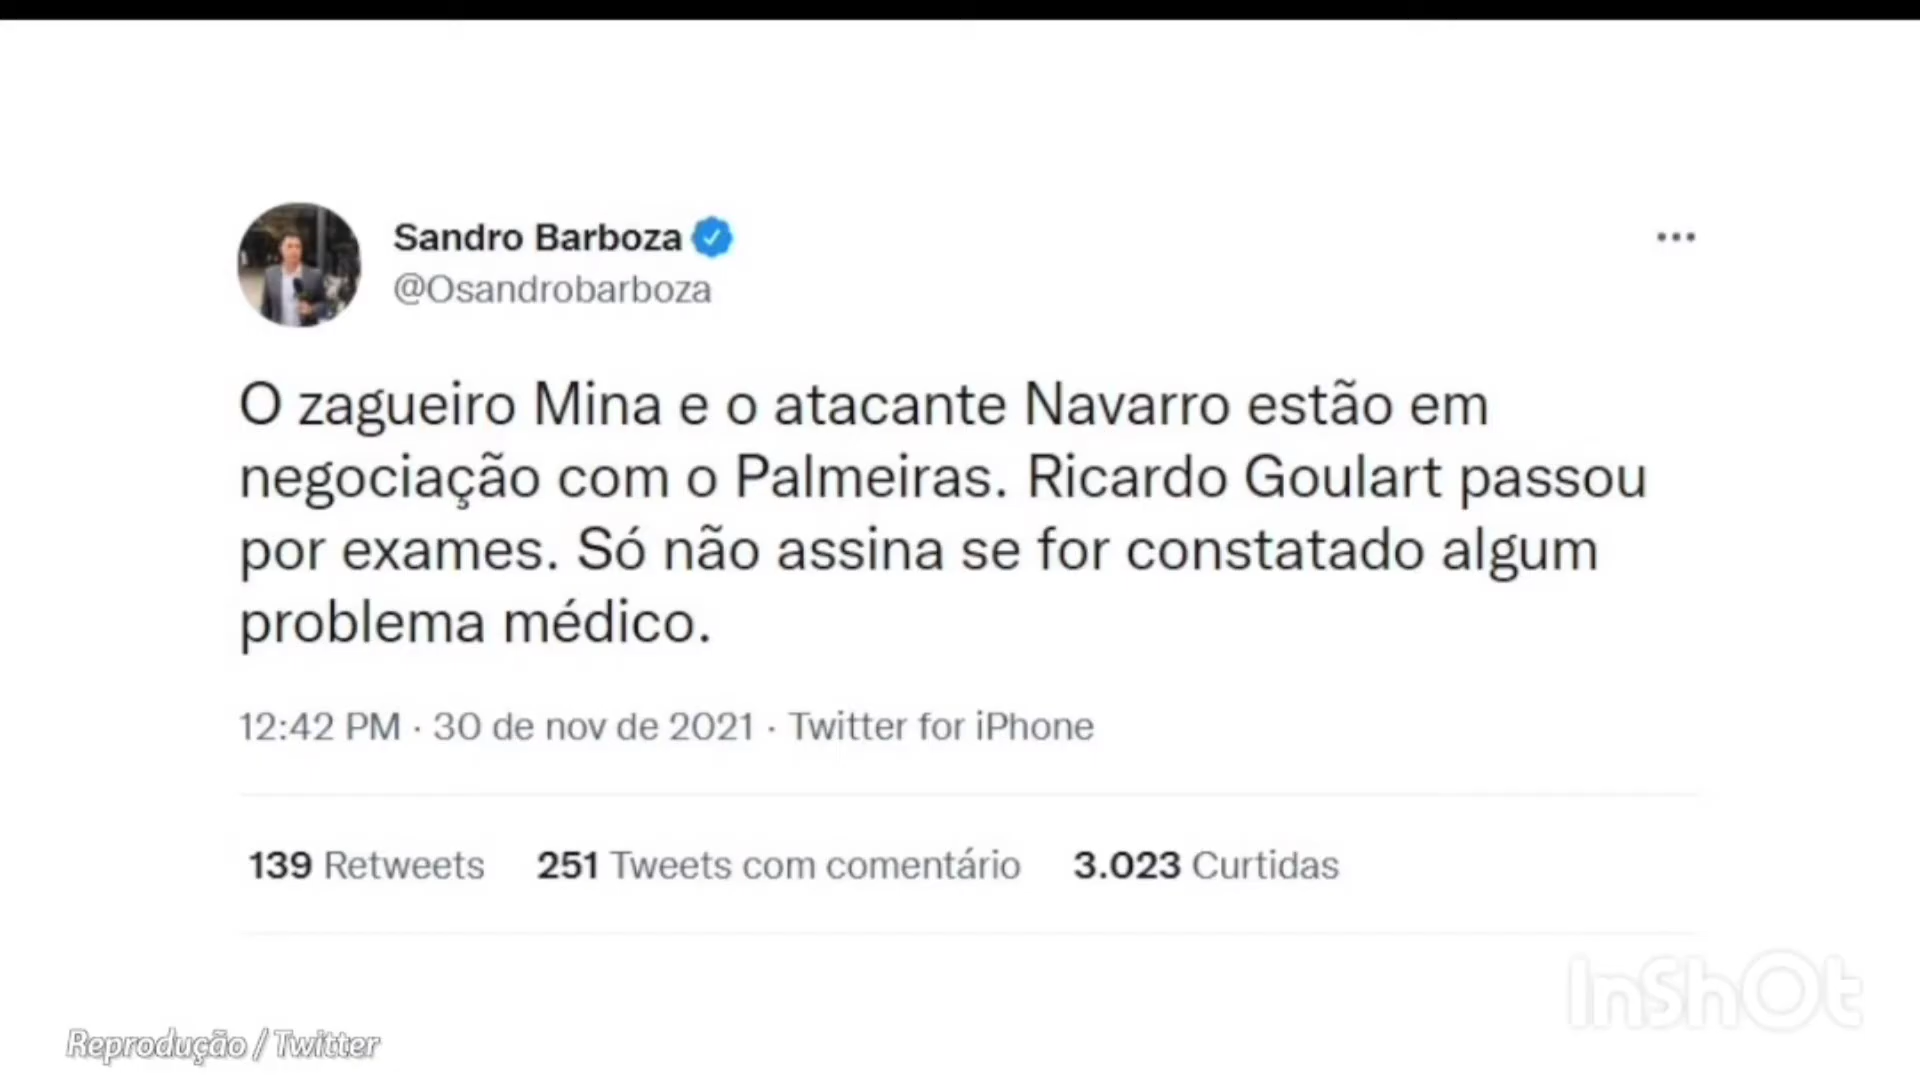 Sandro Barboza
@Osandrobarboza
O zagueiro Mina e o atacante Navarro estão em
negociação com o Palmeiras. Ricardo Goulart passou
por exames. Só não assina se for constatado algum
problema médico.
12:42 PM · 30 de nov de 2021 · Twitter for iPhone
139 Retweets 251 Tweets com comentário 3.023 Curtidas
InShOt
Reprodução / Twitter